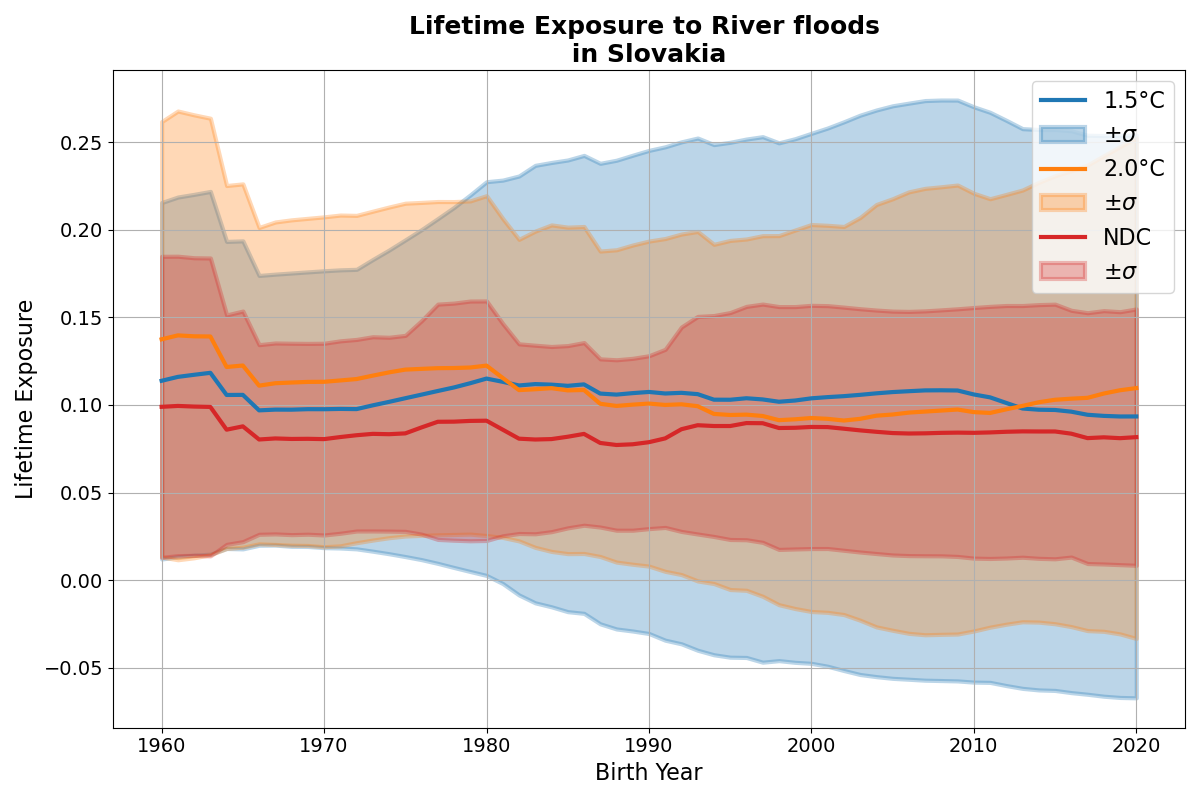 Lifetime Exposure to River floods
in Slovakia
1.5°C
±σ
2.0°C
±σ
NDC
±σ
Lifetime Exposure
0.25
0.20
0.15
0.10
0.05
0.00
−0.05
1960
1970
1980
1990
2000
2010
2020
Birth Year